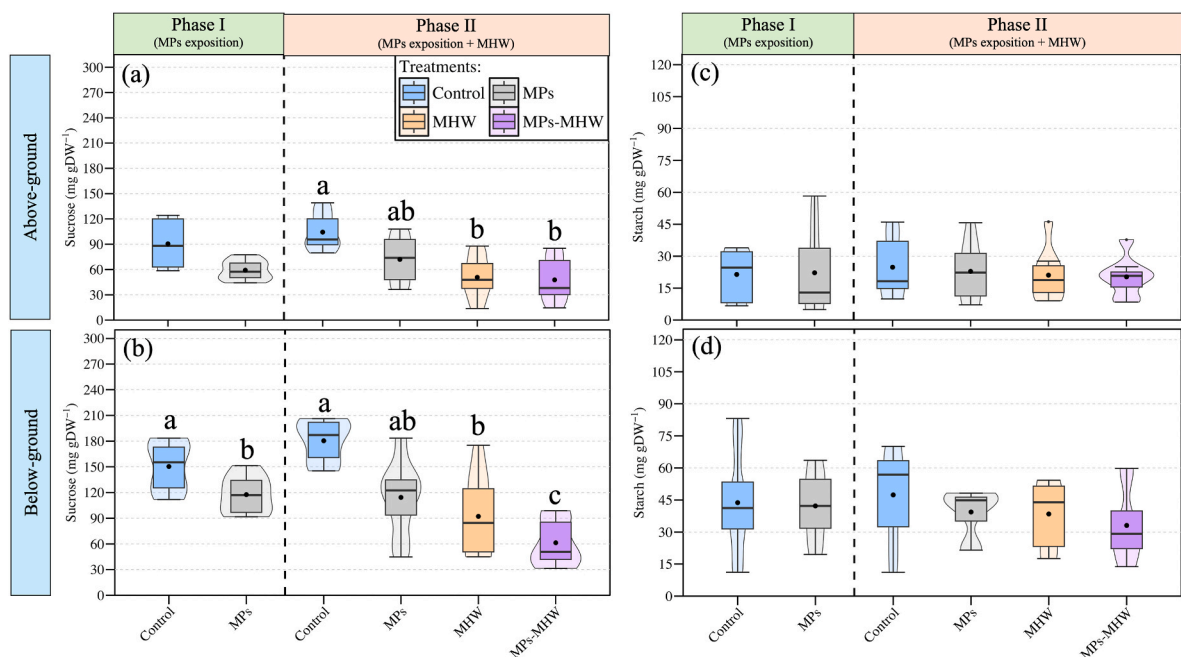 Phase I
(MPs exposition)
Phase II
(MPs exposition + MHW)
Phase I
(MPs exposition)
Phase II
(MPs exposition + MHW)
Above-ground
(a)
Sucrose (mg gDW⁻¹)
300
270
240
210
180
150
120
90
60
30
0
Treatments:
Control
MPs
MHW
MPs-MHW
a
ab
b
b
(c)
Starch (mg gDW⁻¹)
120
105
90
75
60
45
30
15
0
Below-ground
(b)
Sucrose (mg gDW⁻¹)
300
270
240
210
180
150
120
90
60
30
0
a
b
a
ab
b
c
Control
MPs
Control
MPs
MHW
MPs-MHW
(d)
Starch (mg gDW⁻¹)
120
105
90
75
60
45
30
15
0
Control
MPs
Control
MPs
MHW
MPs-MHW